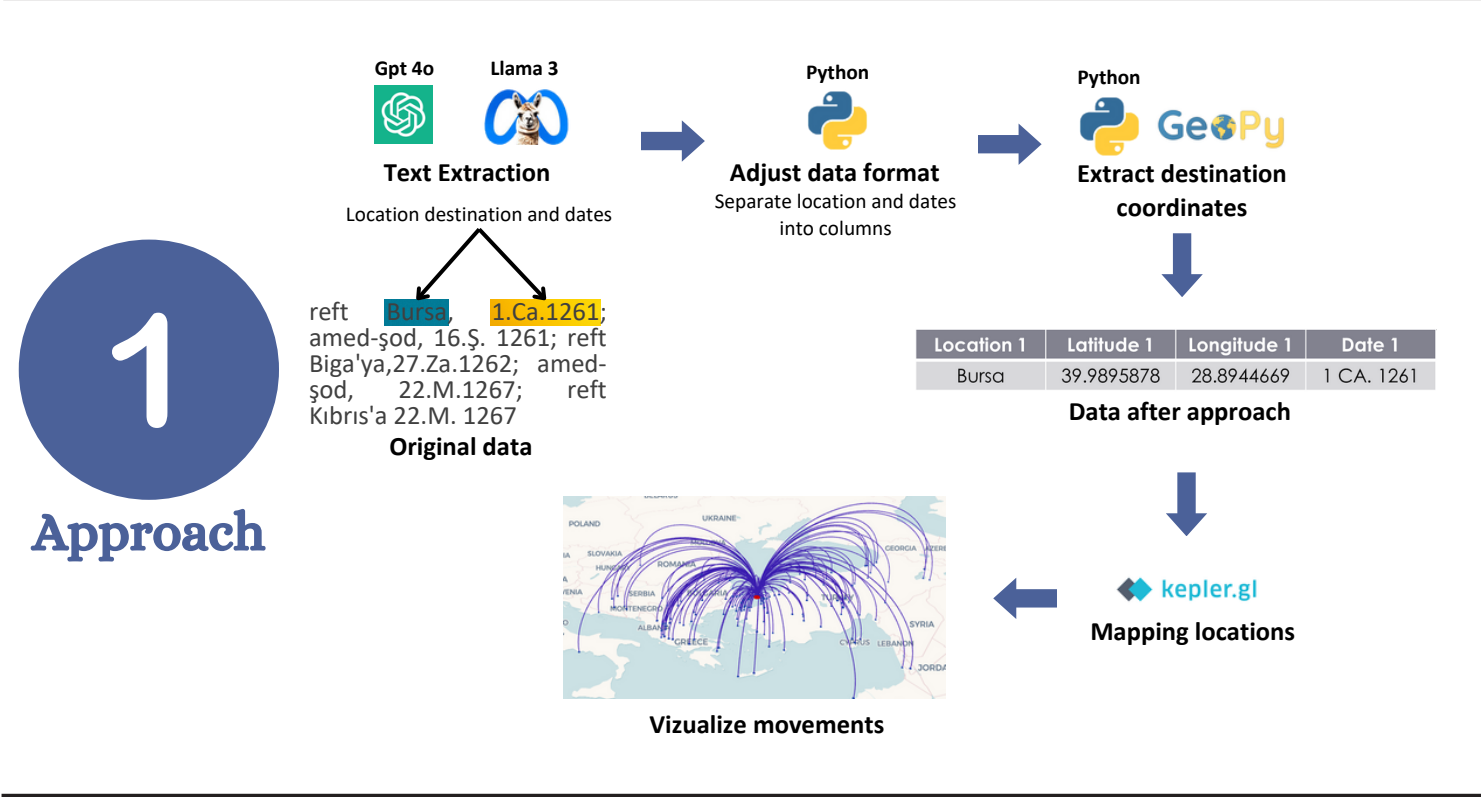 1
Approach
Gpt 4o
Llama 3
Text Extraction
Location destination and dates
reft Bursa, 1.Ca.1261;
amed-şod, 16.Ş. 1261; reft
Biga'ya,27.Za.1262; amed-
şod, 22.M.1267; reft
Kıbrıs'a 22.M. 1267
Original data
Python
Adjust data format
Separate location and dates
into columns
Python
GeoPy
Extract destination
coordinates
Location 1 Latitude 1 Longitude 1 Date 1
Bursa 39.9895878 28.8944669 1 CA. 1261
Data after approach
kepler.gl
Mapping locations
POLAND
UKRAINE
SLOVAKIA
ROMANIA
SERBIA
BULGARIA
MONTENEGRO
GREECE
TURKEY
GEORGIA
SYRIA
CYPRUS
LEBANON
Vizualize movements